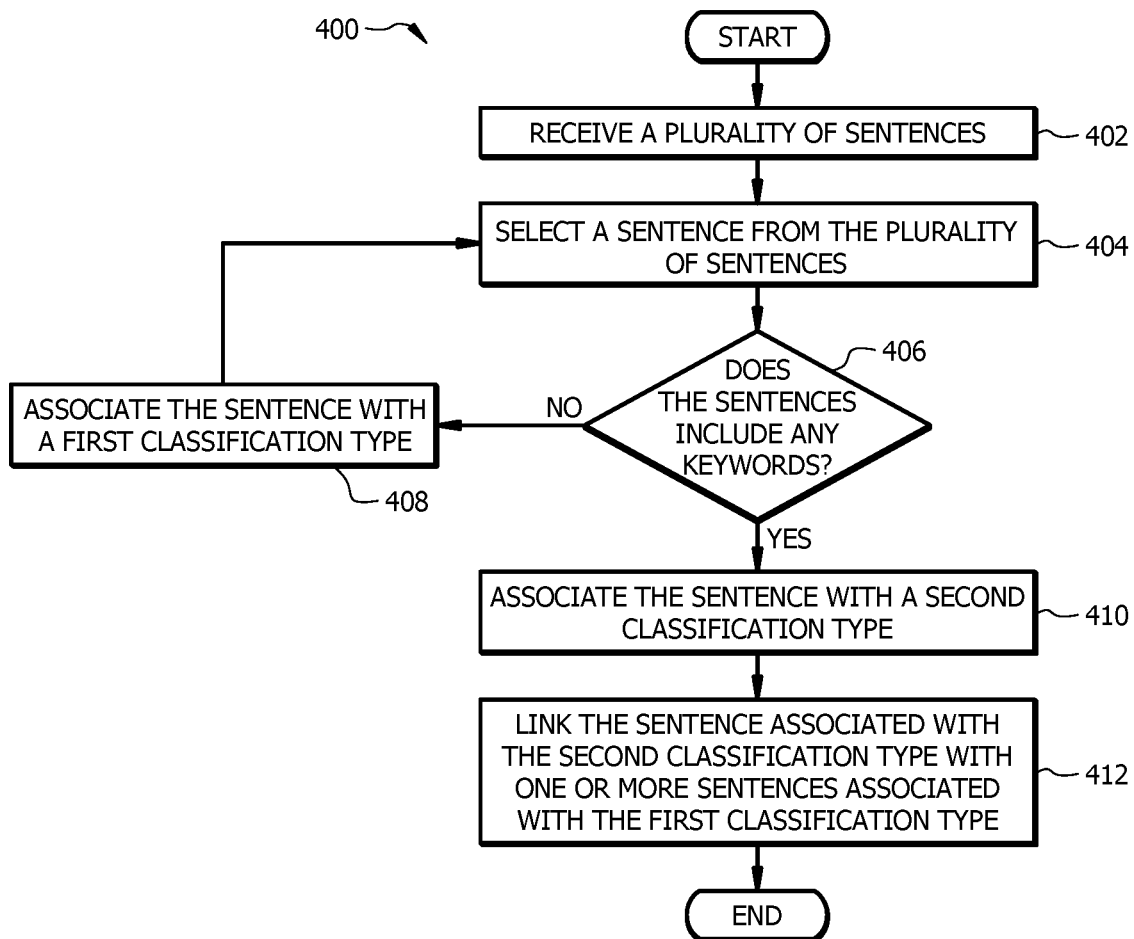 400
START
RECEIVE A PLURALITY OF SENTENCES
402
SELECT A SENTENCE FROM THE PLURALITY
OF SENTENCES
404
406
DOES
THE SENTENCES
INCLUDE ANY
KEYWORDS?
NO
ASSOCIATE THE SENTENCE WITH
A FIRST CLASSIFICATION TYPE
408
YES
ASSOCIATE THE SENTENCE WITH A SECOND
CLASSIFICATION TYPE
410
LINK THE SENTENCE ASSOCIATED WITH
THE SECOND CLASSIFICATION TYPE WITH
ONE OR MORE SENTENCES ASSOCIATED
WITH THE FIRST CLASSIFICATION TYPE
412
END